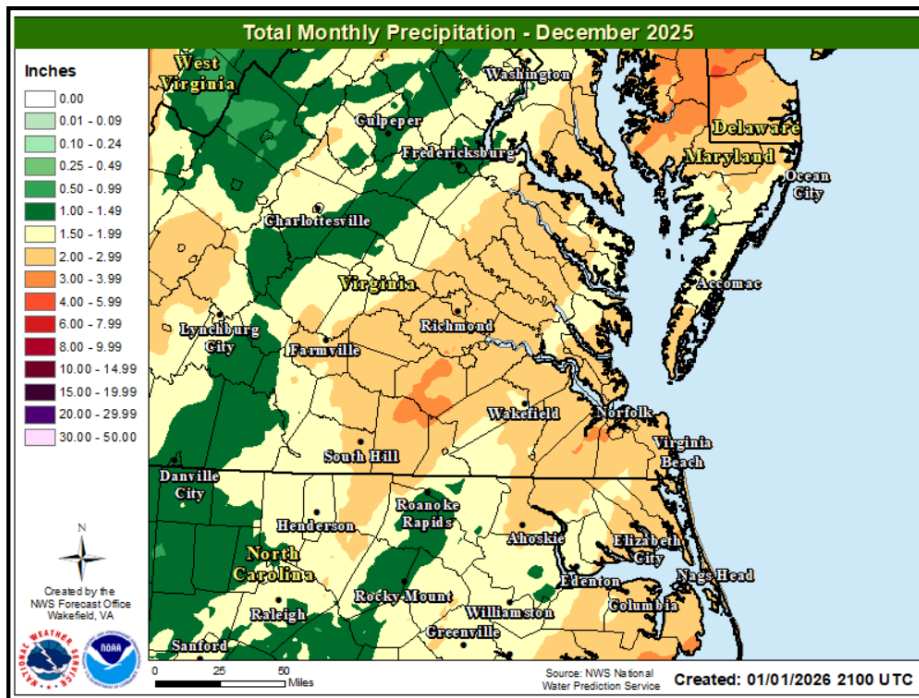 Total Monthly Precipitation - December 2025
Inches
0.00
0.01 - 0.09
0.10 - 0.24
0.25 - 0.49
0.50 - 0.99
1.00 - 1.49
1.50 - 1.99
2.00 - 2.99
3.00 - 3.99
4.00 - 5.99
6.00 - 7.99
8.00 - 9.99
10.00 - 14.99
15.00 - 19.99
20.00 - 29.99
30.00 - 50.00
West
Virginia
Washington
Culpeper
Fredericksburg
Delaware
Maryland
Ocean
City
Charlottesville
Virginia
Accomac
Lynchburg
City
Richmond
Farmville
Wakefield
Norfolk
Virginia
Beach
South Hill
Danville
City
Roanoke
Rapids
Henderson
Ahoskie
Elizabeth
City
North
Carolina
Edenton
Nags Head
Rocky Mount
Columbia
Raleigh
Williamston
Greenville
Sanford
N
Created by the
NWS Forecast Office
Wakefield, VA
NATIONAL WEATHER SERVICE
NOAA
0 25 50
Miles
Source: NWS National
Water Prediction Service
Created: 01/01/2026 2100 UTC